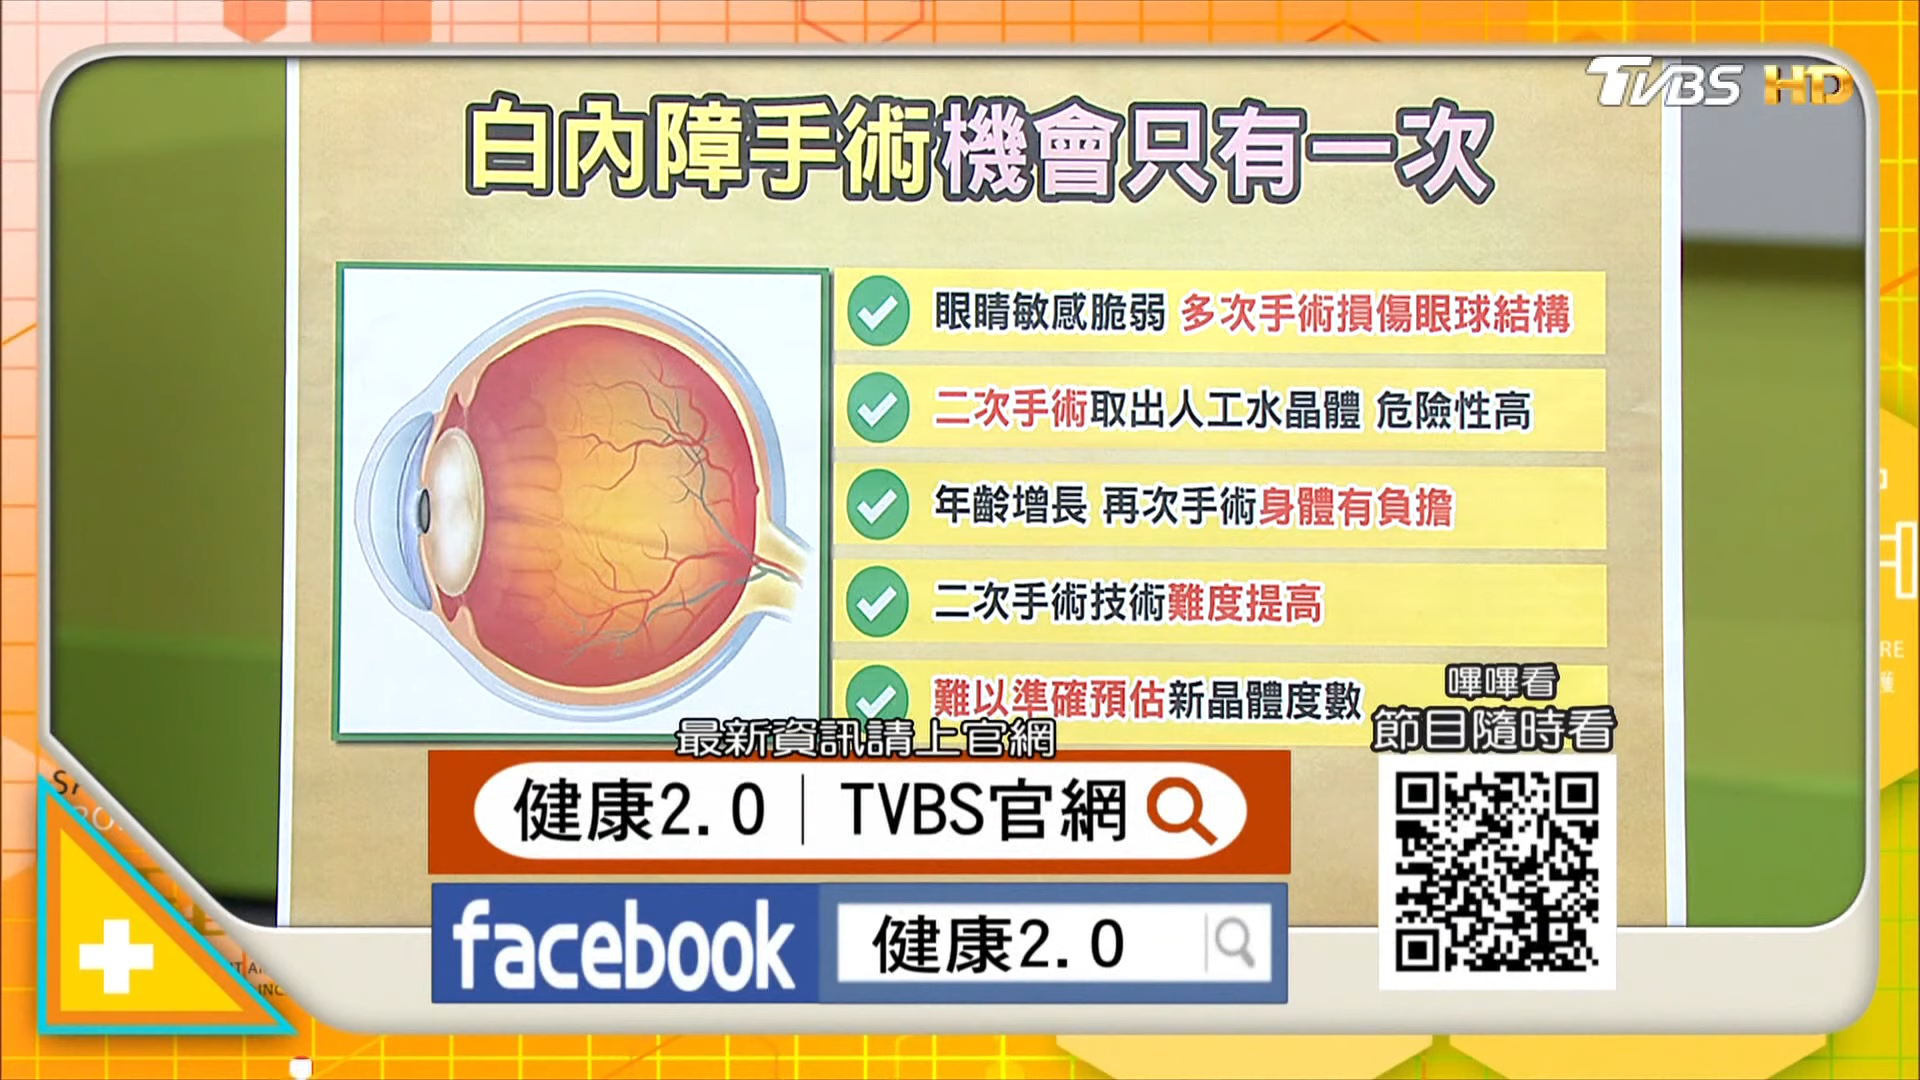 TVBS HD
白內障手術機會只有一次
眼睛敏感脆弱 多次手術損傷眼球結構
二次手術取出人工水晶體 危險性高
年齡增長 再次手術身體有負擔
二次手術技術難度提高
難以準確預估新晶體度數
嗶嗶看
節目隨時看
最新資訊請上官網
健康2.0 | TVBS官網
facebook 健康2.0